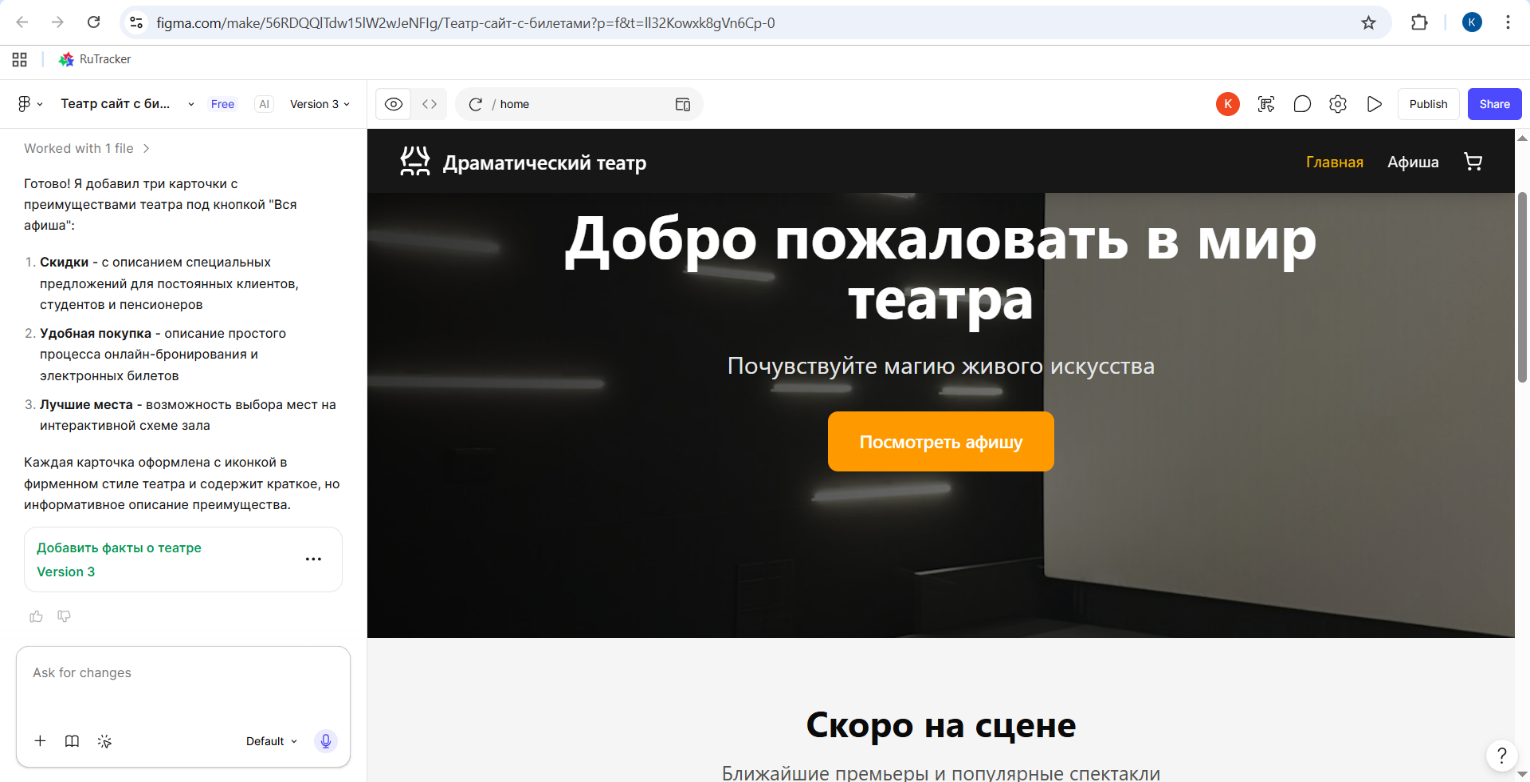 figma.com/make/56RDQQlTdw15lW2wJeNFIg/Театр-сайт-с-билетами?p=f&t=ll32Kowxk8gVn6Cp-0
K
RuTracker
Театр сайт с би...
Free
AI
Version 3
/ home
K
Publish
Share
Worked with 1 file
Готово! Я добавил три карточки с
преимуществами театра под кнопкой "Вся
афиша":
1. Скидки - с описанием специальных
предложений для постоянных клиентов,
студентов и пенсионеров
2. Удобная покупка - описание простого
процесса онлайн-бронирования и
электронных билетов
3. Лучшие места - возможность выбора мест на
интерактивной схеме зала
Каждая карточка оформлена с иконкой в
фирменном стиле театра и содержит краткое, но
информативное описание преимущества.
Добавить факты о театре
Version 3
Ask for changes
Default
Драматический театр
Главная
Афиша
Добро пожаловать в мир
театра
Почувствуйте магию живого искусства
Посмотреть афишу
Скоро на сцене
Ближайшие премьеры и популярные спектакли
?